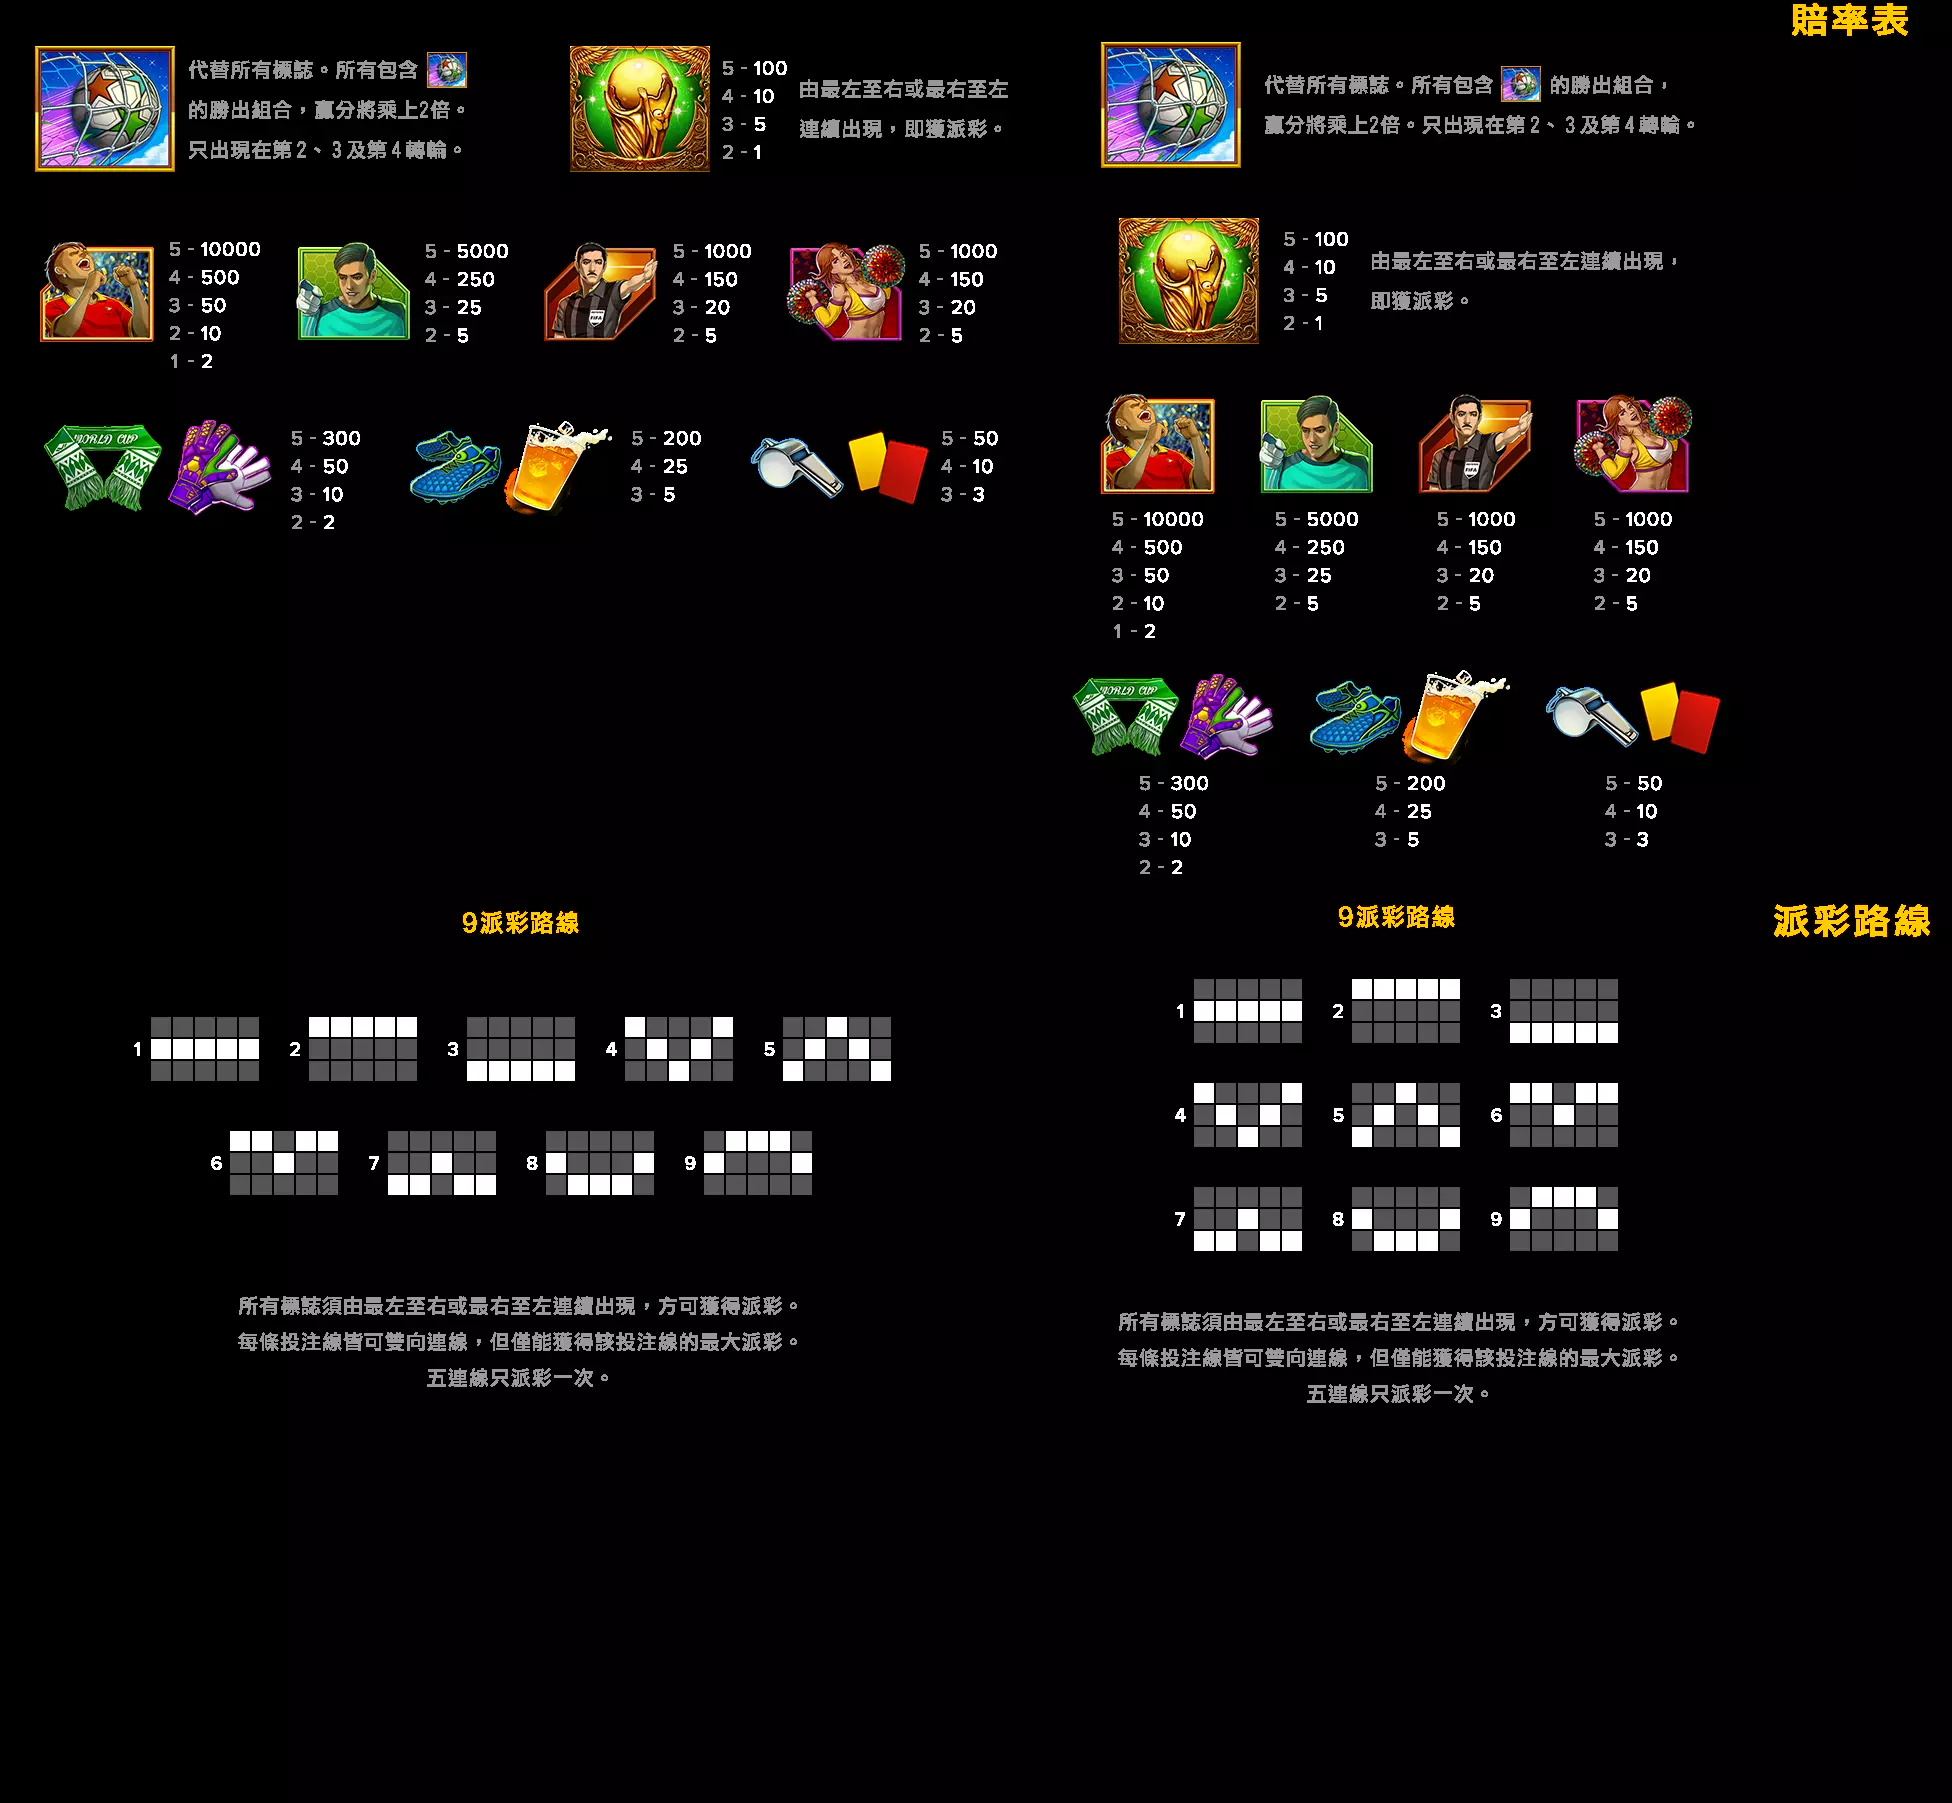 賠率表
代替所有標誌。所有包含
的勝出組合，贏分將乘上2倍。
只出現在第2、3及第4轉輪。
5 - 100
4 - 10
3 - 5
2 - 1
由最左至右或最右至左
連續出現，即獲派彩。
5 - 10000
4 - 500
3 - 50
2 - 10
1 - 2
5 - 5000
4 - 250
3 - 25
2 - 5
5 - 1000
4 - 150
3 - 20
2 - 5
5 - 1000
4 - 150
3 - 20
2 - 5
WORLD CUP
5 - 300
4 - 50
3 - 10
2 - 2
5 - 200
4 - 25
3 - 5
5 - 50
4 - 10
3 - 3
代替所有標誌。所有包含 的勝出組合，
贏分將乘上2倍。只出現在第2、3及第4轉輪。
5 - 100
4 - 10
3 - 5
2 - 1
由最左至右或最右至左連續出現，
即獲派彩。
FIFA
FIFA
5 - 10000
4 - 500
3 - 50
2 - 10
1 - 2
5 - 5000
4 - 250
3 - 25
2 - 5
5 - 1000
4 - 150
3 - 20
2 - 5
5 - 1000
4 - 150
3 - 20
2 - 5
WORLD CUP
5 - 300
4 - 50
3 - 10
2 - 2
5 - 200
4 - 25
3 - 5
5 - 50
4 - 10
3 - 3
派彩路線
9派彩路線
1
2
3
4
5
6
7
8
9
所有標誌須由最左至右或最右至左連續出現，方可獲得派彩。
每條投注線皆可雙向連線，但僅能獲得該投注線的最大派彩。
五連線只派彩一次。
9派彩路線
1
2
3
4
5
6
7
8
9
所有標誌須由最左至右或最右至左連續出現，方可獲得派彩。
每條投注線皆可雙向連線，但僅能獲得該投注線的最大派彩。
五連線只派彩一次。